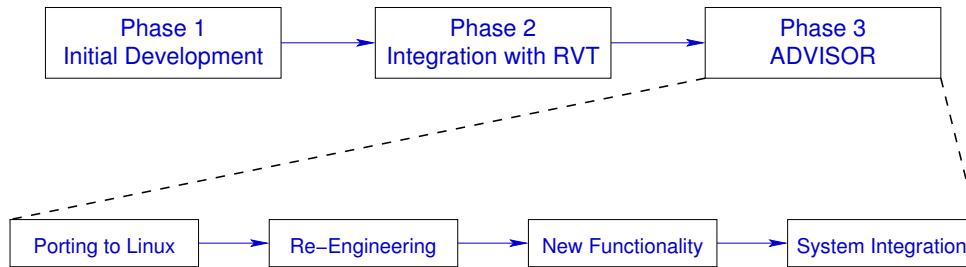 Phase 1
Initial Development
Phase 2
Integration with RVT
Phase 3
ADVISOR
Porting to Linux
Re−Engineering
New Functionality
System Integration